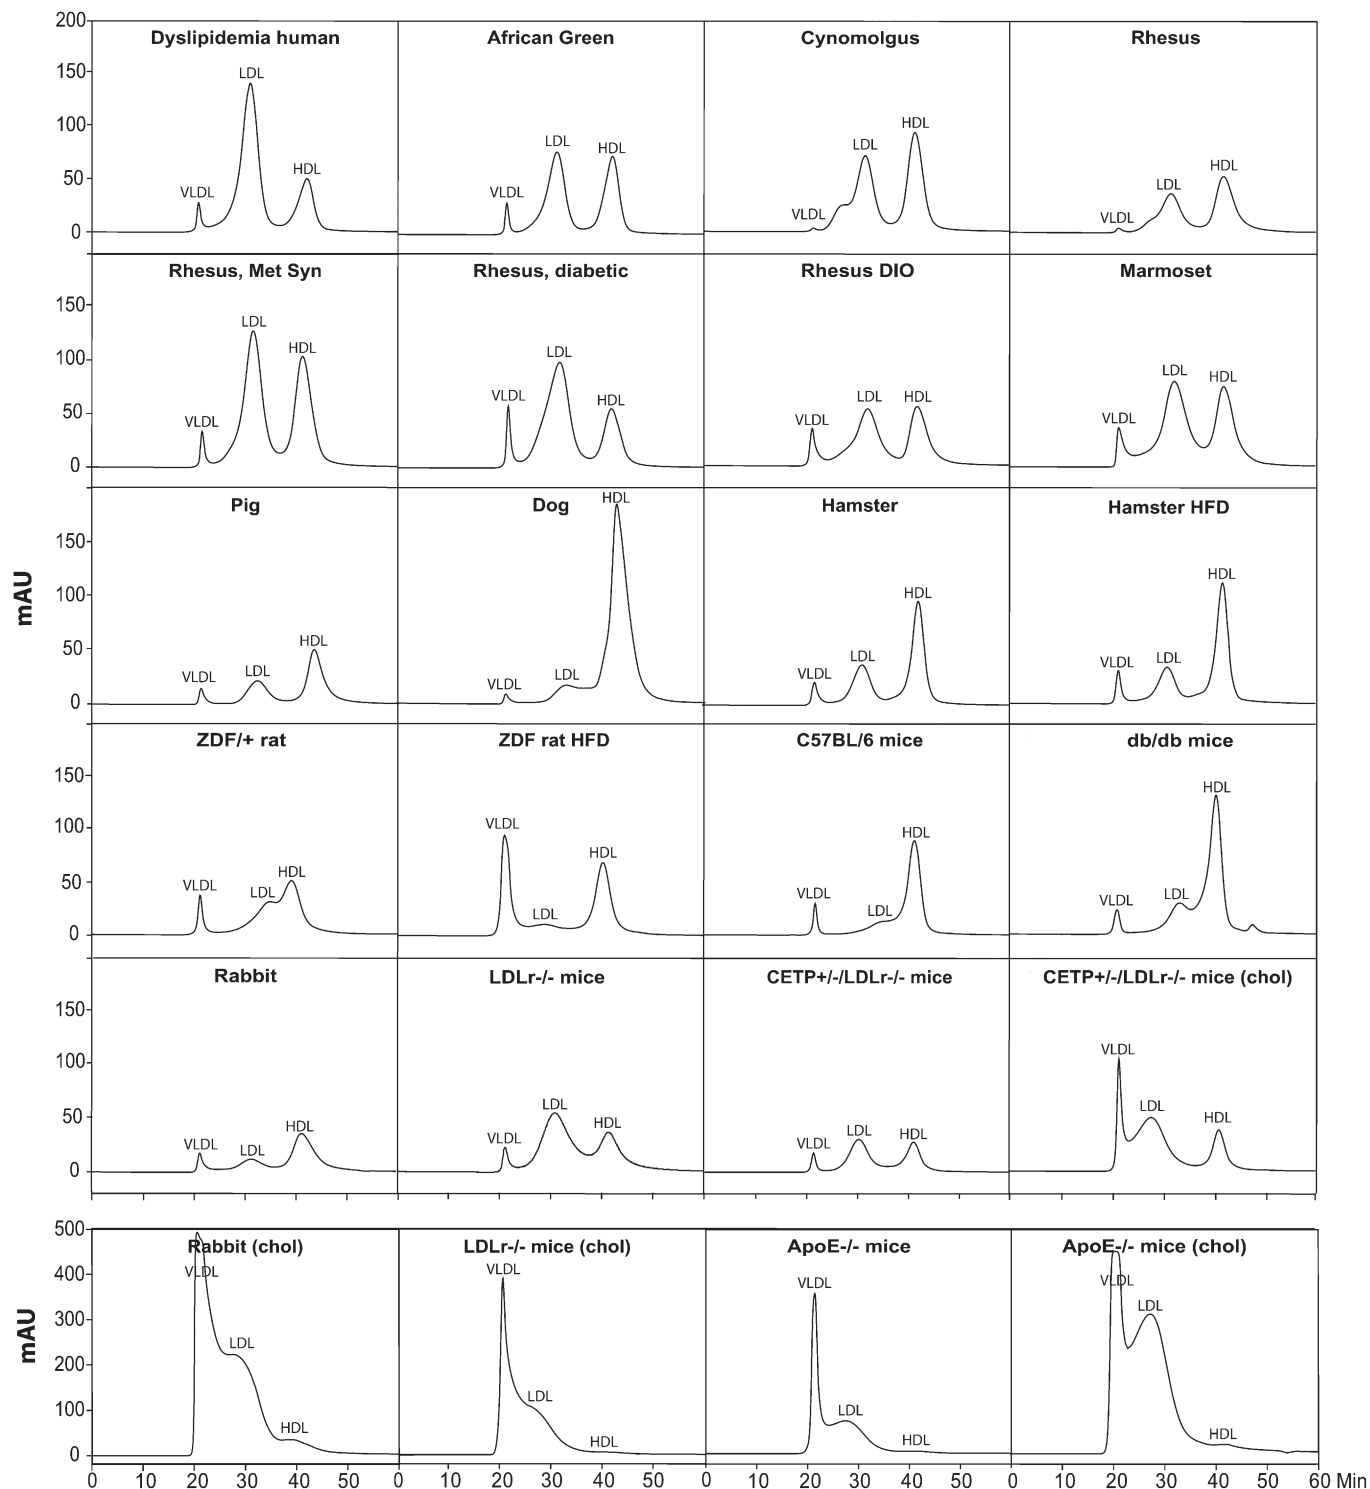 200
Dyslipidemia human African Green Cynomolgus Rhesus
150 LDL
LDL HDL HDL LDL HDL
100
HDL LDL
50 VLDL VLDL VLDL VLDL
0
Rhesus, Met Syn Rhesus, diabetic Rhesus DIO Marmoset
150 LDL
HDL LDL LDL HDL
100 LDL HDL
VLDL VLDL HDL VLDL VLDL
50
0
Pig Dog HDL Hamster Hamster HFD
150
HDL HDL
100
HDL
50 VLDL LDL VLDL LDL VLDL LDL VLDL LDL
0
mAU
ZDF/+ rat ZDF rat HFD C57BL/6 mice db/db mice
150 HDL
VLDL HDL
100 HDL
VLDL LDL HDL VLDL VLDL LDL
50 LDL LDL
0
Rabbit LDLr-/- mice CETP+/-/LDLr-/- mice CETP+/-/LDLr-/- mice (chol)
150
VLDL
100 LDL LDL
HDL HDL HDL
50 VLDL LDL VLDL VLDL LDL HDL
0
500
Rabbit (chol) LDLr-/- mice (chol) ApoE-/- mice ApoE-/- mice (chol)
400 VLDL VLDL VLDL VLDL
LDL
300
LDL
200
LDL LDL
100 HDL HDL HDL HDL
0
mAU
0 10 20 30 40 50 0 10 20 30 40 50 0 10 20 30 40 50 0 10 20 30 40 50 60 Min